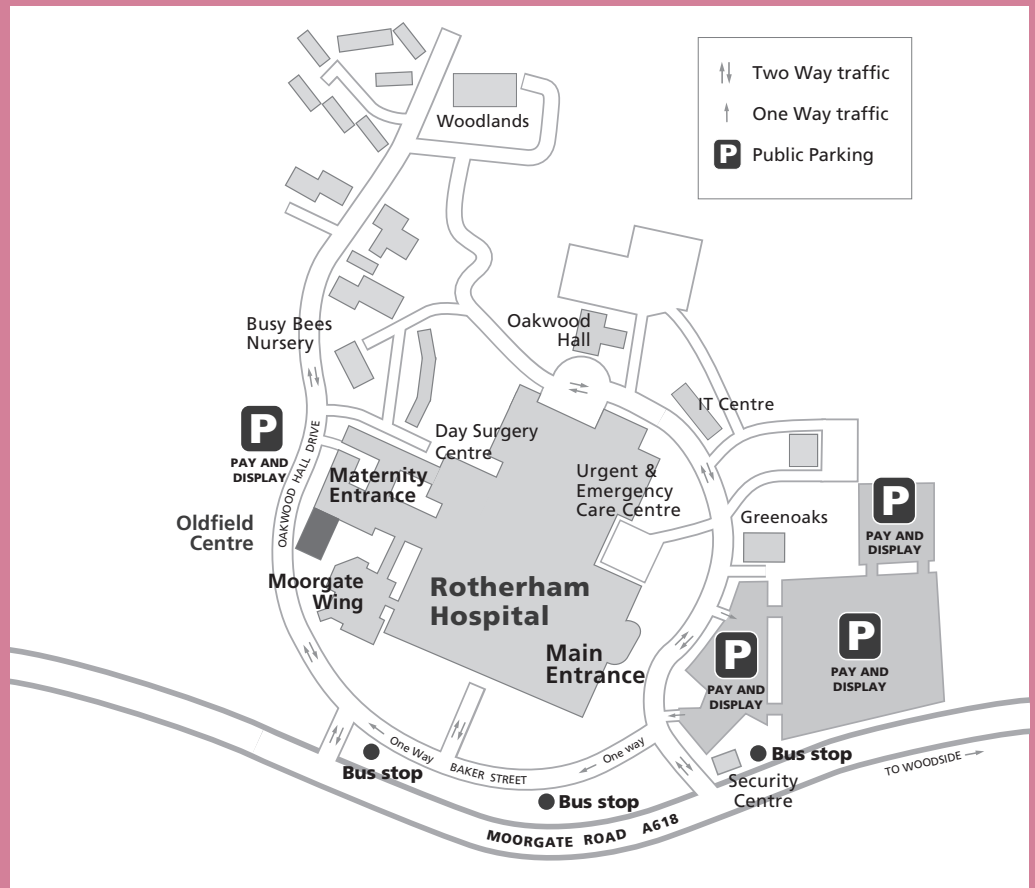 Two Way traffic
One Way traffic
P Public Parking
Woodlands
Busy Bees
Nursery
Oakwood
Hall
IT Centre
P
PAY AND
DISPLAY
OAKWOOD HALL DRIVE
Day Surgery
Centre
Maternity
Entrance
Urgent &
Emergency
Care Centre
Greenoaks
P
PAY AND
DISPLAY
Oldfield
Centre
Moorgate
Wing
Rotherham
Hospital
Main
Entrance
P
PAY AND
DISPLAY
P
PAY AND
DISPLAY
One Way
BAKER STREET
One way
Bus stop
Bus stop
Bus stop
Security
Centre
TO WOODSIDE
MOORGATE ROAD A618